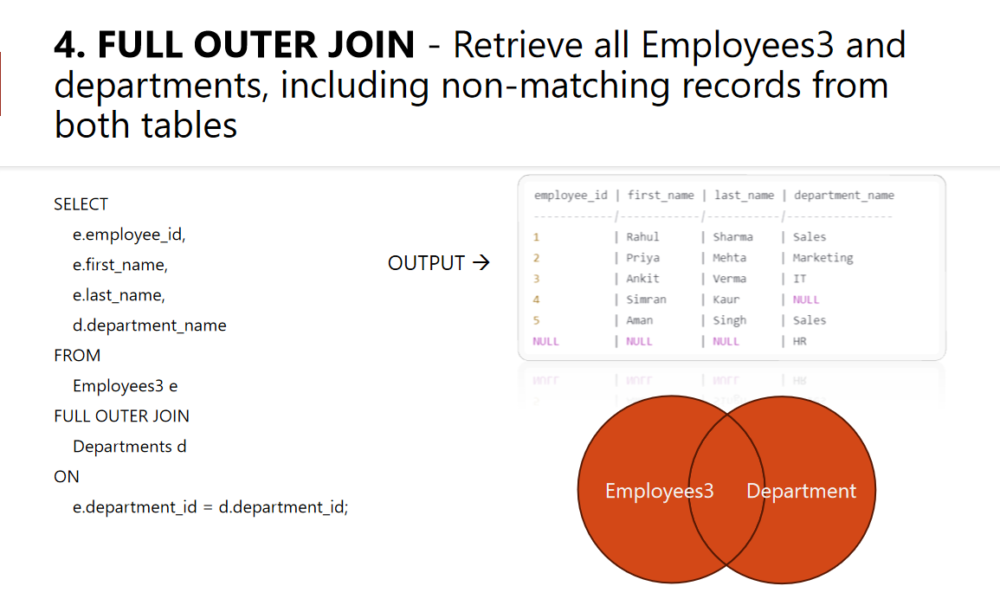 4. FULL OUTER JOIN - Retrieve all Employees3 and
departments, including non-matching records from
both tables
SELECT
e.employee_id,
e.first_name,
e.last_name,
d.department_name
FROM
Employees3 e
FULL OUTER JOIN
Departments d
ON
e.department_id = d.department_id;
OUTPUT →
employee_id | first_name | last_name | department_name
------------/------------/-----------/----------------
1 | Rahul | Sharma | Sales
2 | Priya | Mehta | Marketing
3 | Ankit | Verma | IT
4 | Simran | Kaur | NULL
5 | Aman | Singh | Sales
NULL | NULL | NULL | HR
Employees3
Department